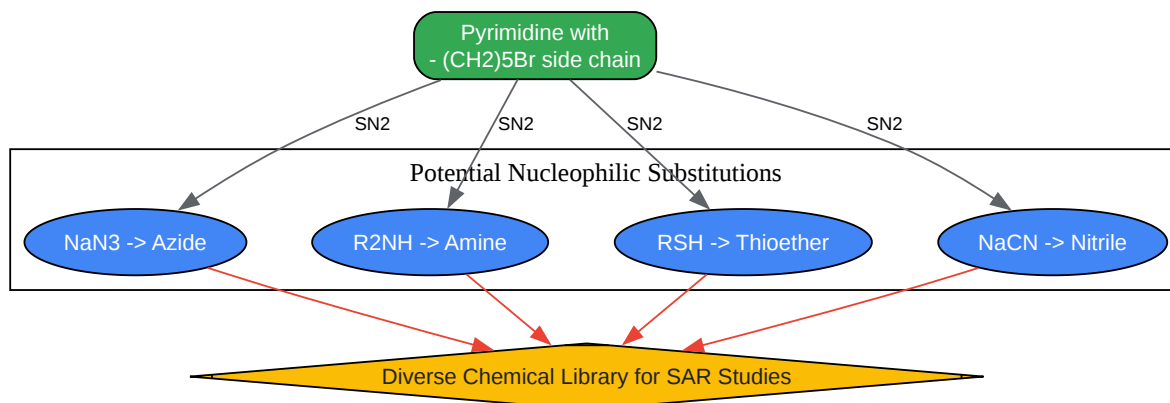 Pyrimidine with
- (CH2)5Br side chain
SN2
SN2
SN2
SN2
Potential Nucleophilic Substitutions
NaN3 -> Azide
R2NH -> Amine
RSH -> Thioether
NaCN -> Nitrile
Diverse Chemical Library for SAR Studies